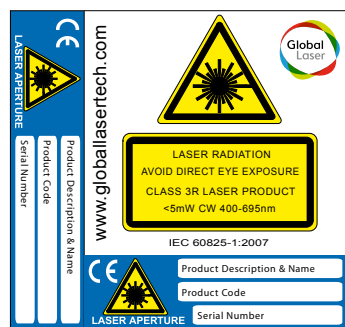 CE
LASER APERTURE
Product Description & Name
Product Code
Serial Number
www.globallasertech.com
Global
Laser
LASER RADIATION
AVOID DIRECT EYE EXPOSURE
CLASS 3R LASER PRODUCT
<5mW CW 400-695nm
IEC 60825-1:2007
CE
LASER APERTURE
Product Description & Name
Product Code
Serial Number